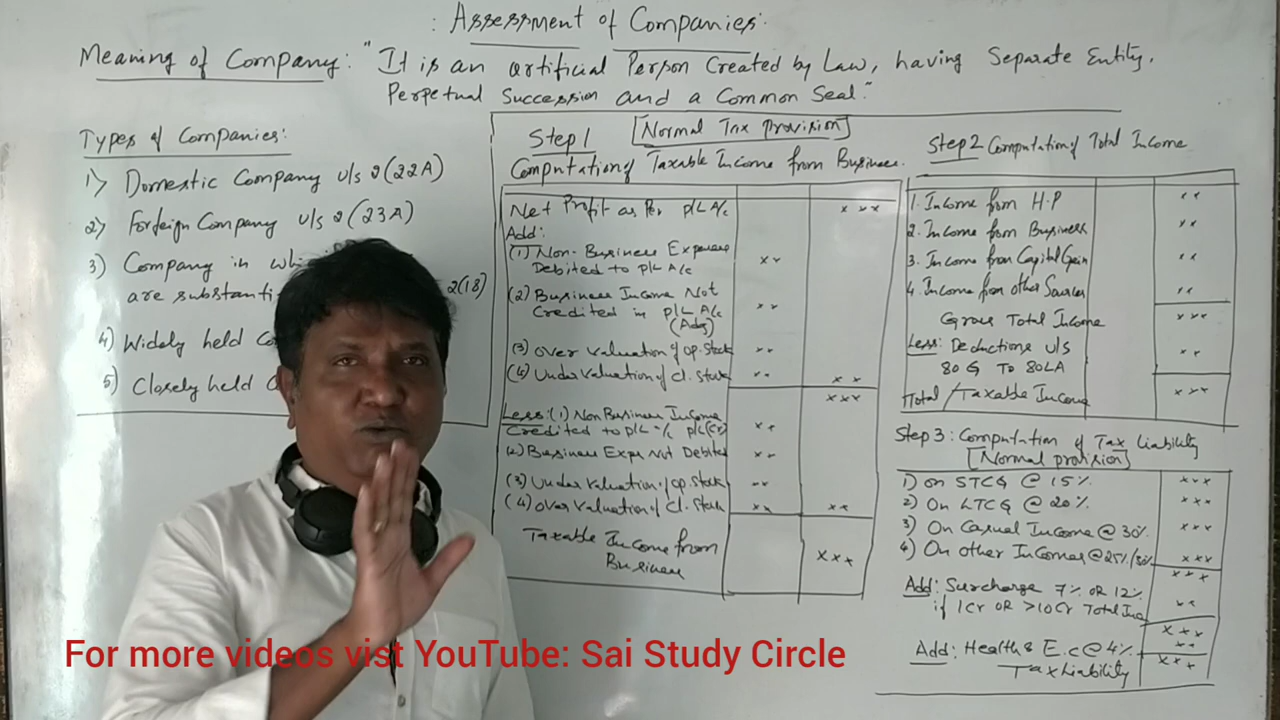 : Assessment of Companies:
Meaning of Company: "It is an artificial Person Created by Law, having Separate Entity,
Perpetual Succession and a Common Seal."
Types of Companies:
1) Domestic Company u/s 2(22A)
2) Forfeign Company u/s 2(23A)
3) Company in
are substanti 2(18)
4) Widely held
5) Closely held
Step 1 [Normal Tax Provision]
Computation of Taxable Income from Business.
Net Profit as Per P/L A/c xxx
Add:
(1) Non-Business Expenses
Debited to P/L A/c xx
(2) Business Income Not
Credited in P/L A/c xx
(Adj)
(3) Over Valuation of op. Stock xx
(4) Under Valuation of Cl. Stock xx xx
xxx
Less: (1) Non Business Income
Credited to P/L A/c P/L (Cr) xx
(2) Business Expe Not Debited xx
(3) Under Valuation of op. Stock xx
(4) Over Valuation of Cl. Stock xx xx
Taxable Income from
Business xxx
Step 2 Computation of Total Income
1. Income from H.P xx
2. Income from Business xx
3. Income from Capital Gain xx
4. Income from other Sources xx
Gross Total Income xxx
Less: Deductions u/s
80 G To 80LA xx
Total / Taxable Income xxx
Step 3: Computation of Tax Liability
[Normal provision]
1) on STCG @ 15% xxx
2) On LTCG @ 20% xxx
3) On Casual Income @ 30% xxx
4) On other Incomes @ 25%/30% xxx
xxx
Add: Surcharge 7% OR 12%
if 1Cr OR >10Cr Total Inc xx
xxx
Add: Health & E.c @ 4% xx
Tax Liability xxx
For more videos vist YouTube: Sai Study Circle